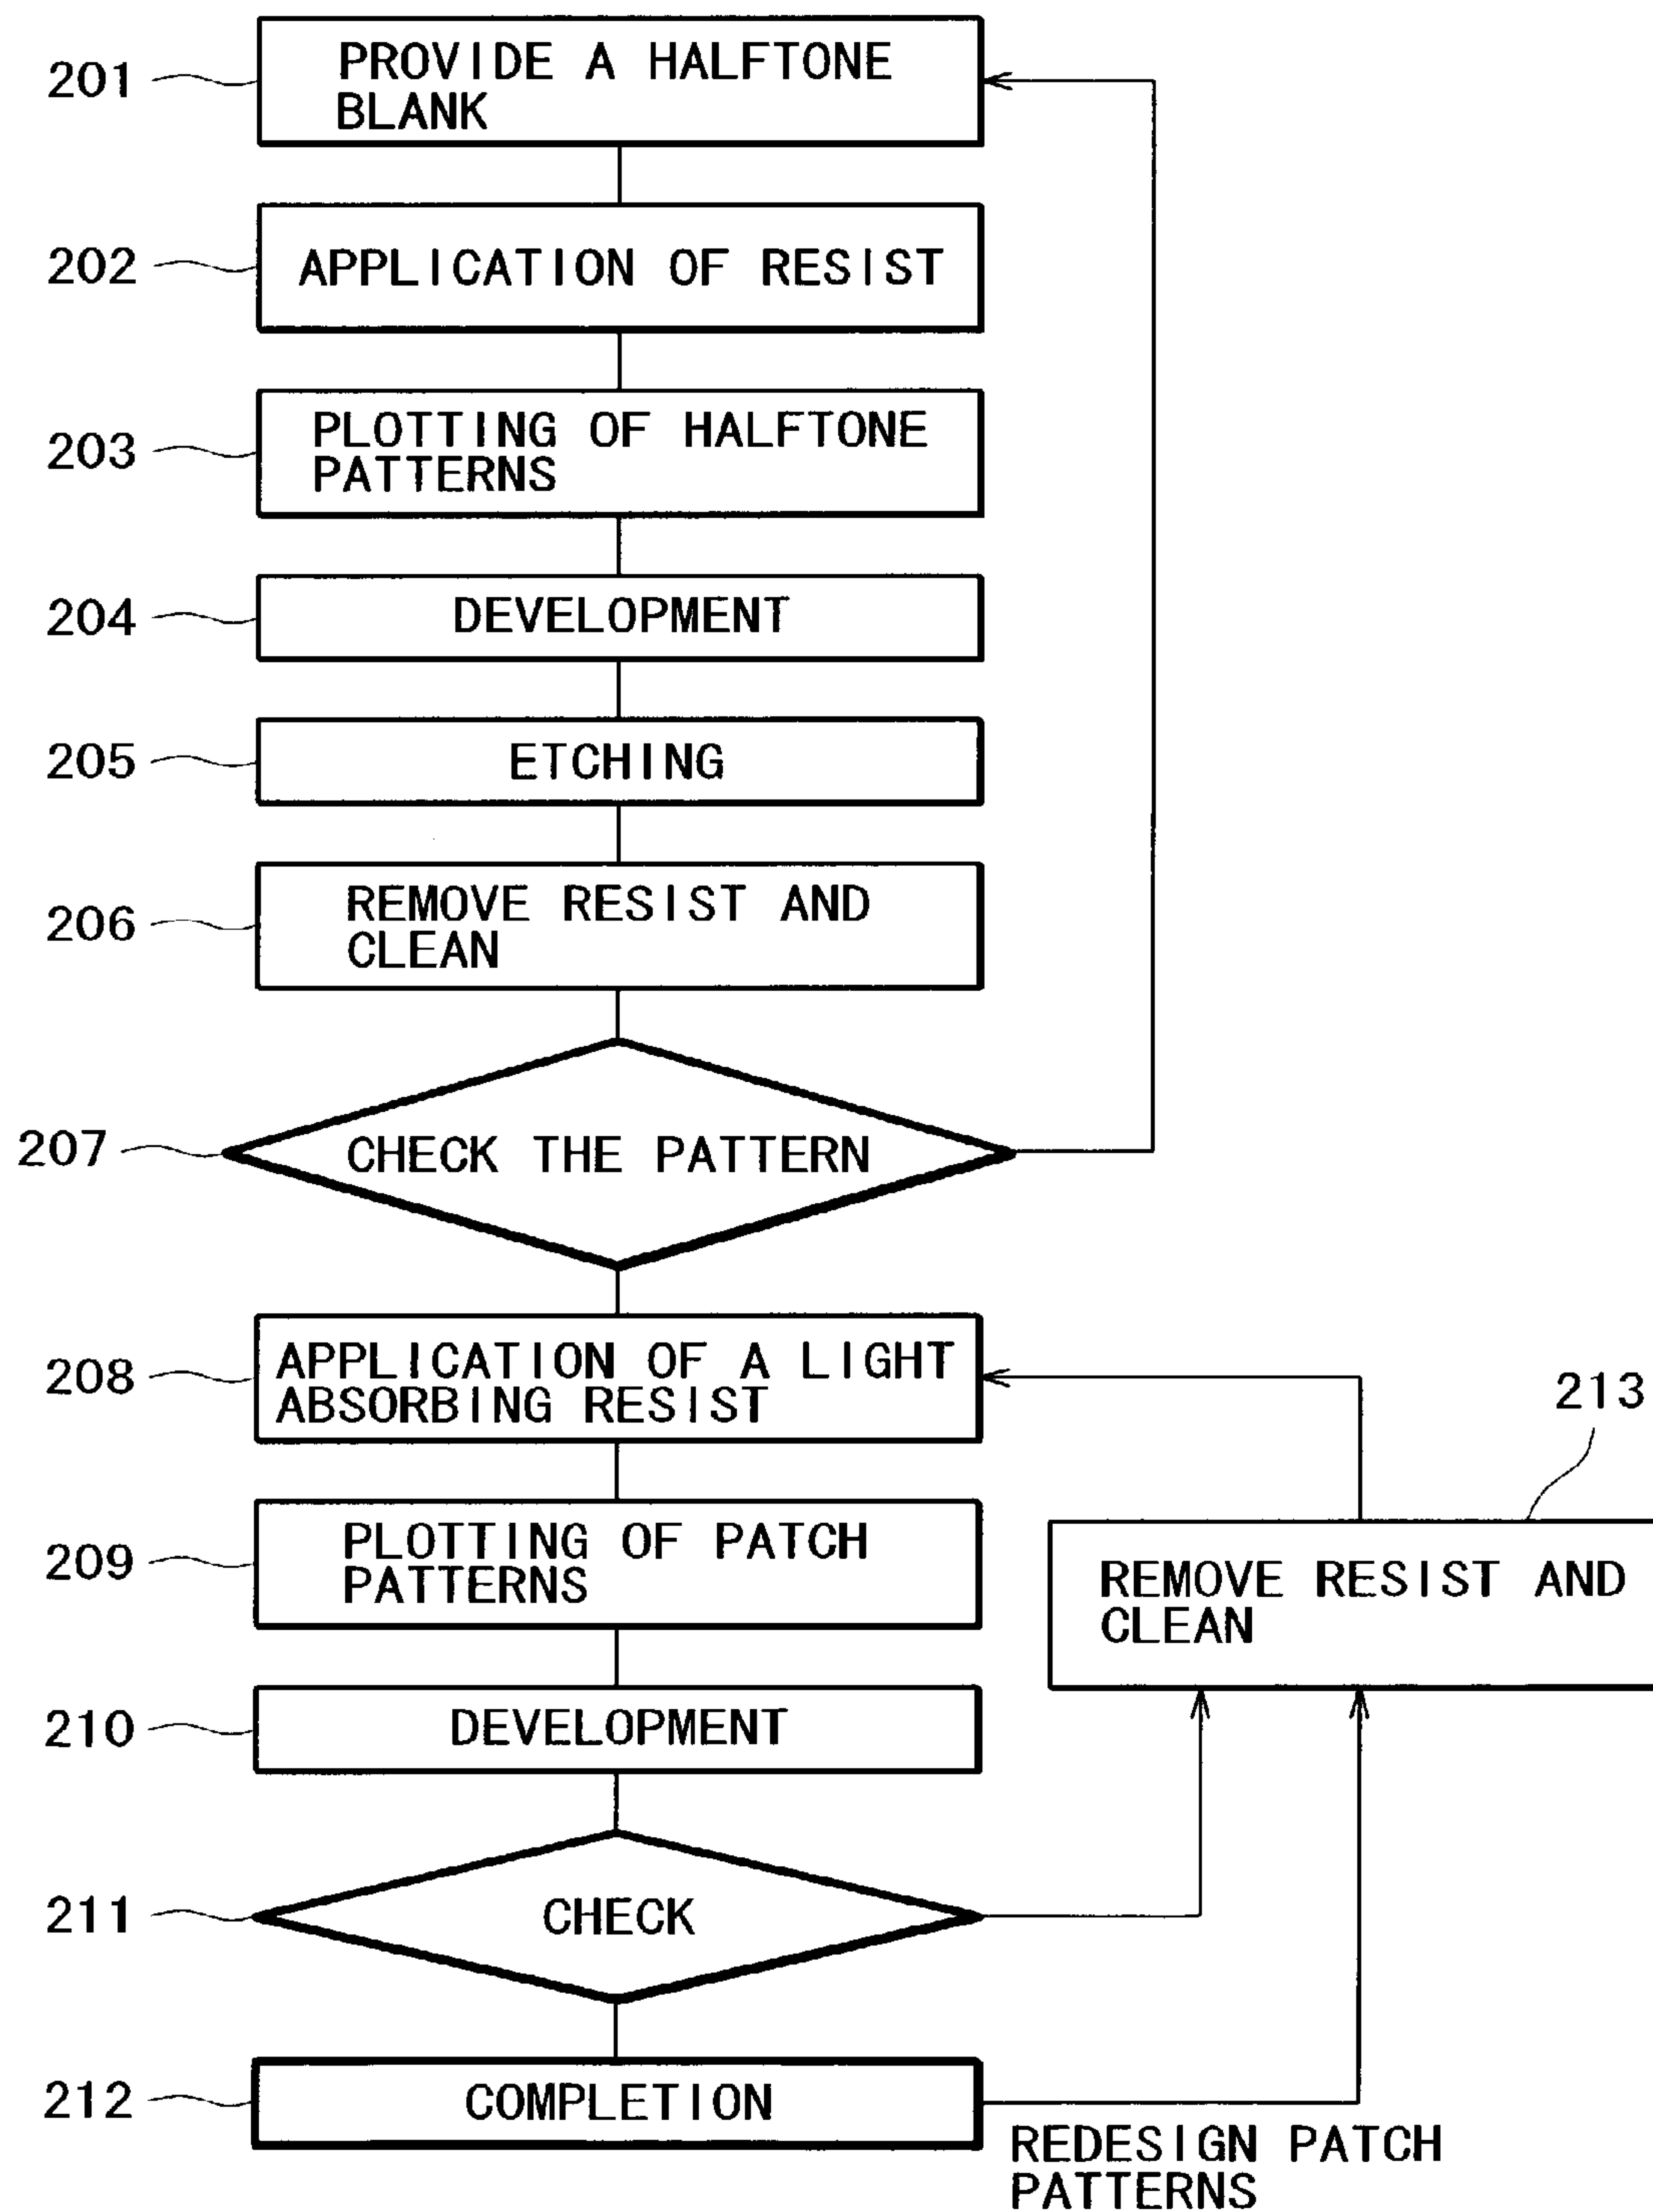 201
PROVIDE A HALFTONE
BLANK
202
APPLICATION OF RESIST
203
PLOTTING OF HALFTONE
PATTERNS
204
DEVELOPMENT
205
ETCHING
206
REMOVE RESIST AND
CLEAN
207
CHECK THE PATTERN
208
APPLICATION OF A LIGHT
ABSORBING RESIST
213
209
PLOTTING OF PATCH
PATTERNS
REMOVE RESIST AND
CLEAN
210
DEVELOPMENT
211
CHECK
212
COMPLETION
REDESIGN PATCH
PATTERNS